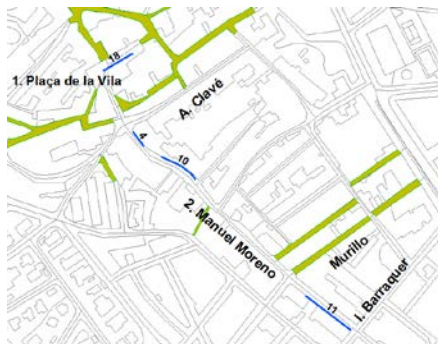 18
1. Plaça de la Vila
A. Clavé
4
10
2. Manuel Moreno
Murillo
I. Barraquer
11